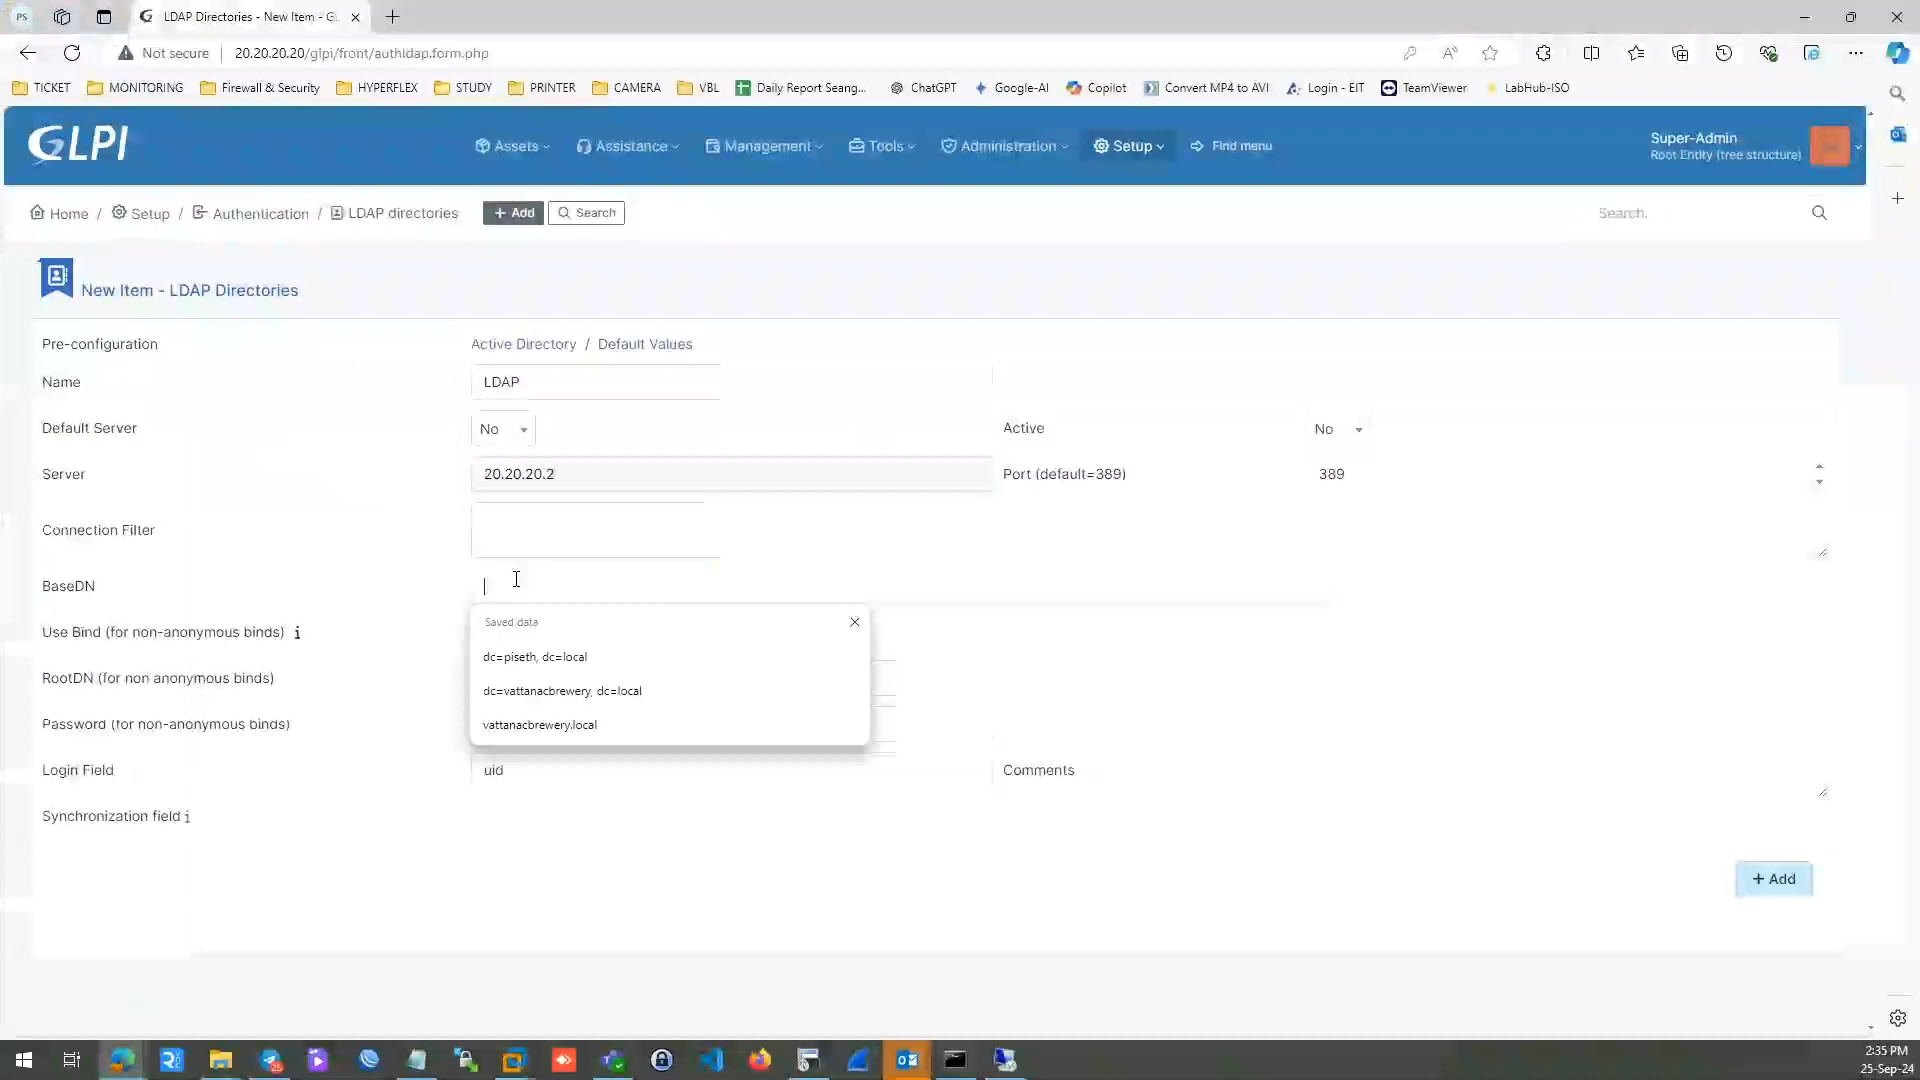 PS
LDAP Directories - New Item - GL
Not secure
20.20.20.20/glpi/front/authldap.form.php
TICKET
MONITORING
Firewall & Security
HYPERFLEX
STUDY
PRINTER
CAMERA
VBL
Daily Report Seang...
ChatGPT
Google-AI
Copilot
Convert MP4 to AVI
Login - EIT
TeamViewer
LabHub-ISO
GLPI
Assets
Assistance
Management
Tools
Administration
Setup
Find menu
Super-Admin
Root Entity (tree structure)
Home / Setup / Authentication / LDAP directories
+ Add
Search
Search.
New Item - LDAP Directories
Pre-configuration
Active Directory / Default Values
Name
LDAP
Default Server
No
Active
No
Server
20.20.20.2
Port (default=389)
389
Connection Filter
BaseDN
Saved data
dc=piseth, dc=local
dc=vattanacbrewery, dc=local
vattanacbrewery.local
Use Bind (for non-anonymous binds) i
RootDN (for non anonymous binds)
Password (for non-anonymous binds)
Login Field
uid
Comments
Synchronization field i
+ Add
2:35 PM
25-Sep-24